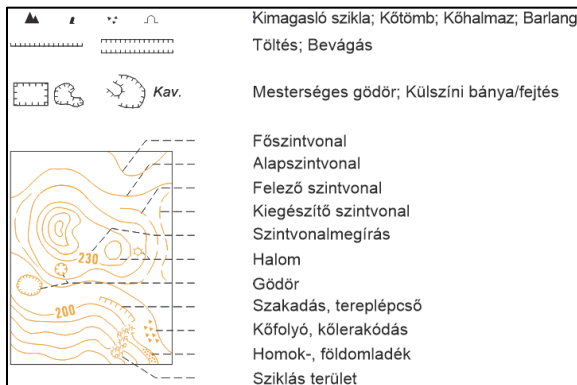 Kimagasló szikla; Kőtömb; Kőhalmaz; Barlang
Töltés; Bevágás
Kav. Mesterséges gödör; Külszíni bánya/fejtés
Főszintvonal
Alapszintvonal
Felező szintvonal
Kiegészítő szintvonal
Szintvonalmegírás
230
Halom
Gödör
200
Szakadás, tereplépcső
Kőfolyó, kőlerakódás
Homok-, földomladék
Sziklás terület